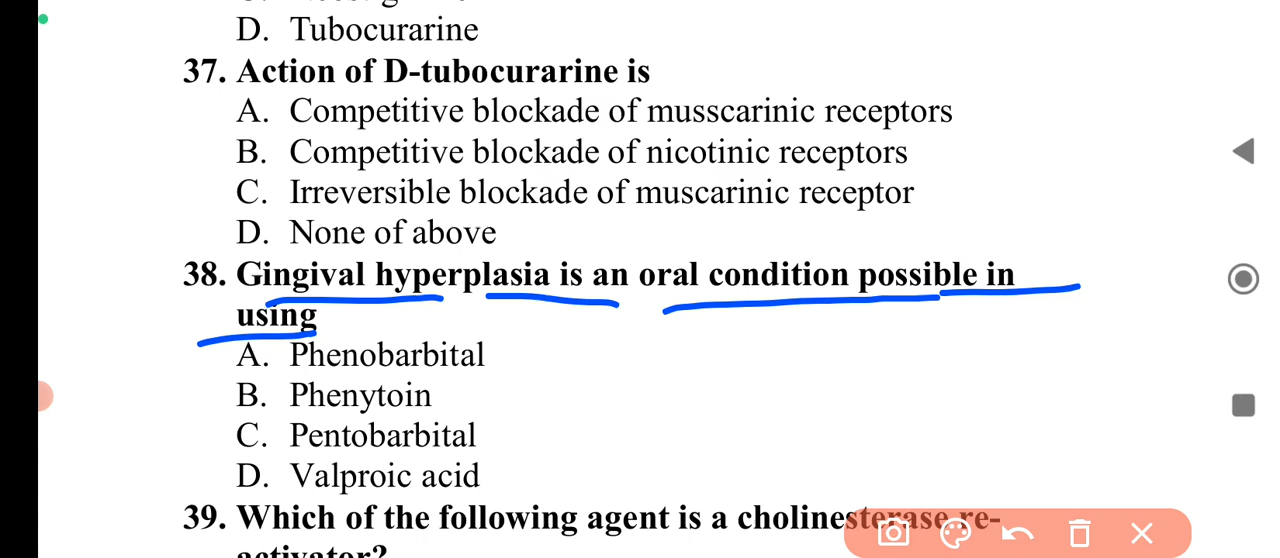 D. Tubocurarine
37. Action of D-tubocurarine is
A. Competitive blockade of musscarinic receptors
B. Competitive blockade of nicotinic receptors
C. Irreversible blockade of muscarinic receptor
D. None of above
38. Gingival hyperplasia is an oral condition possible in
using
A. Phenobarbital
B. Phenytoin
C. Pentobarbital
D. Valproic acid
39. Which of the following agent is a cholinesterase re-
activator?